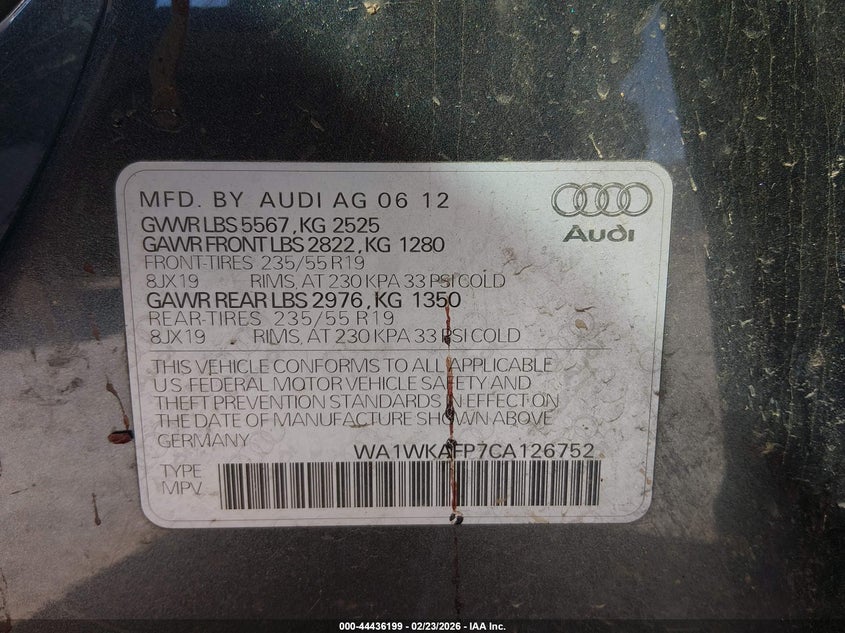 MFD. BY AUDI AG 06 12
GVWR LBS 5567, KG 2525
GAWR FRONT LBS 2822, KG 1280
FRONT-TIRES 235/55 R19
8JX19 RIMS, AT 230 KPA 33 PSI COLD
GAWR REAR LBS 2976, KG 1350
REAR-TIRES 235/55 R19
8JX19 RIMS, AT 230 KPA 33 PSI COLD
Audi
THIS VEHICLE CONFORMS TO ALL APPLICABLE
U.S. FEDERAL MOTOR VEHICLE SAFETY AND
THEFT PREVENTION STANDARDS IN EFFECT ON
THE DATE OF MANUFACTURE SHOWN ABOVE
GERMANY
WA1WKAFP7CA126752
TYPE
MPV
000-44436199 - 02/23/2026 - IAA Inc.